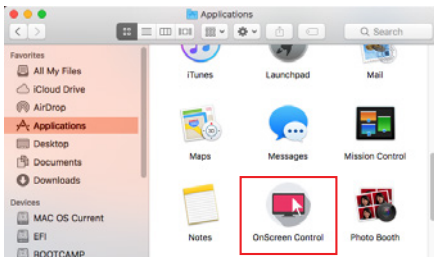 Applications
Search
Favorites
All My Files
iCloud Drive
AirDrop
Applications
Desktop
Documents
Downloads
Devices
MAC OS Current
EFI
BOOTCAMP
iTunes
Launchpad
Mail
Maps
Messages
Mission Control
Notes
OnScreen Control
Photo Booth